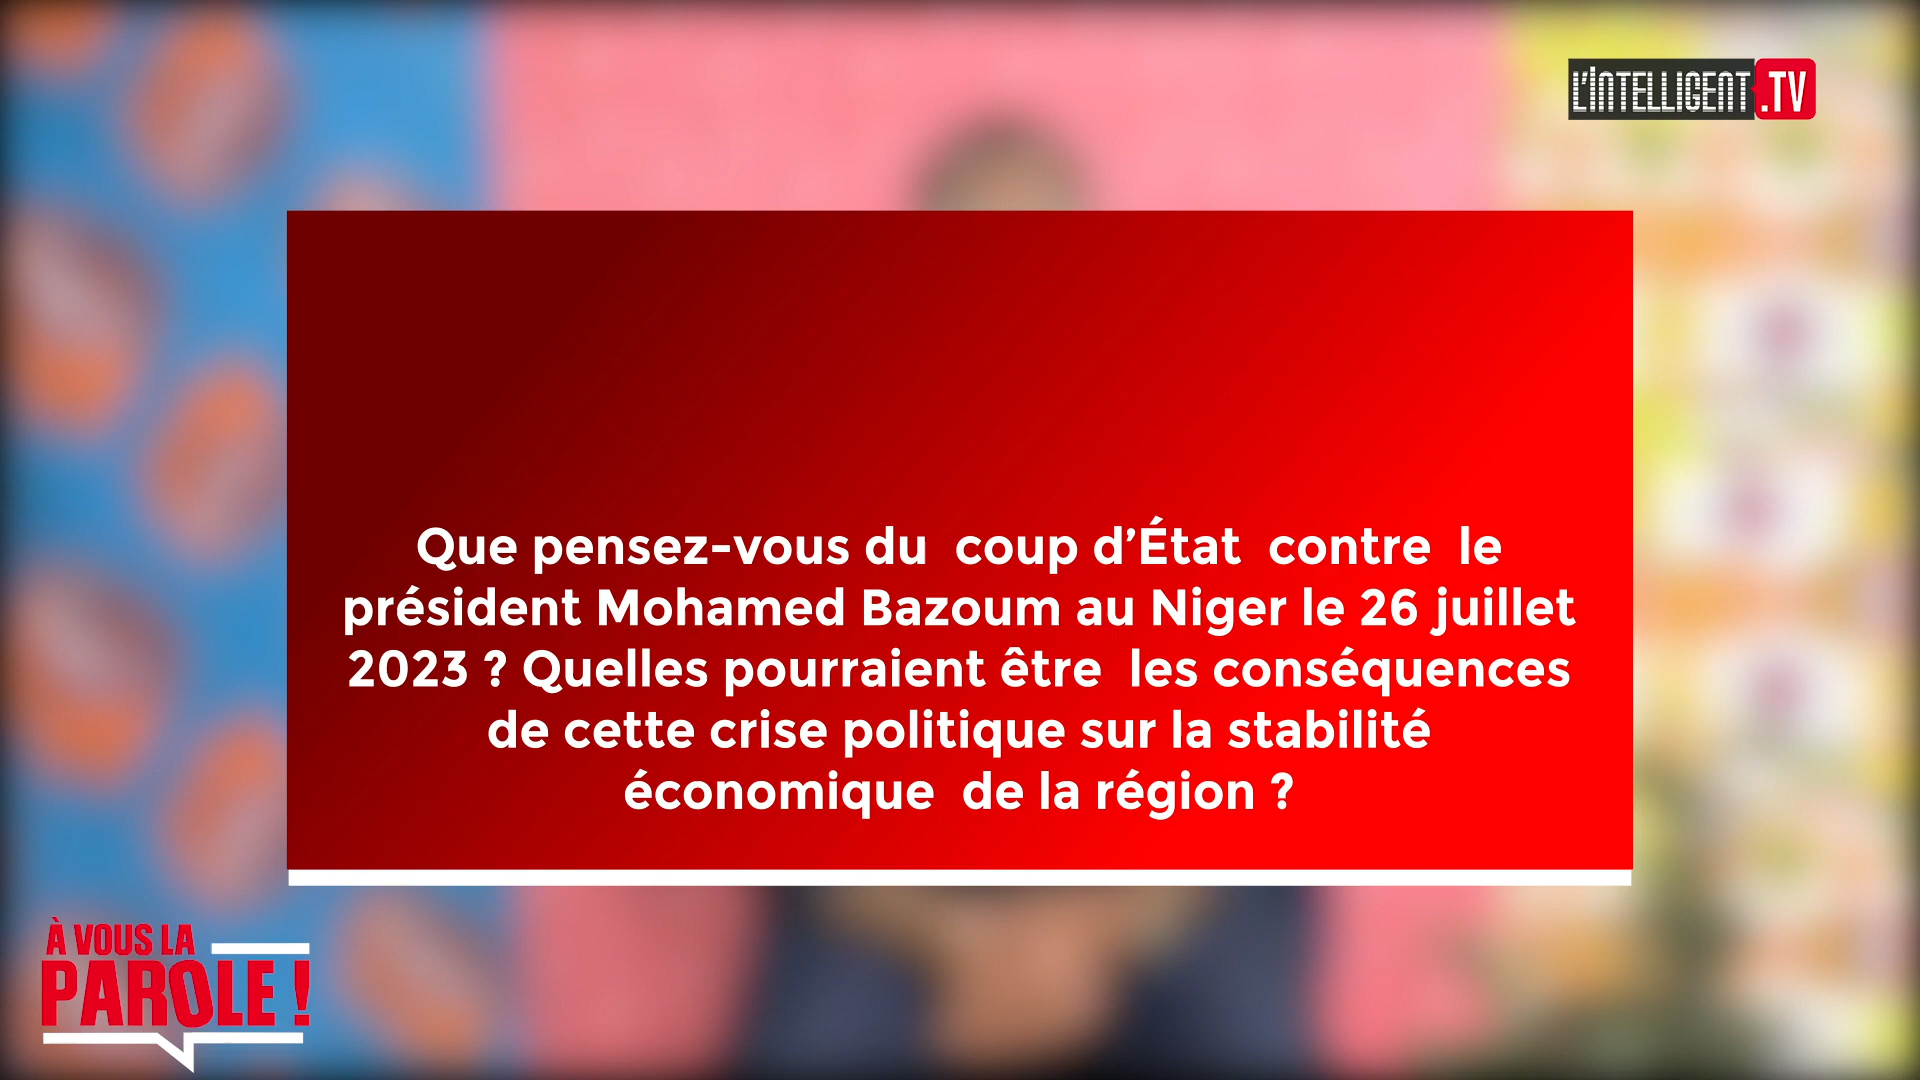 L'INTELLIGENT.TV
Que pensez-vous du coup d'État contre le
président Mohamed Bazoum au Niger le 26 juillet
2023 ? Quelles pourraient être les conséquences
de cette crise politique sur la stabilité
économique de la région ?
À VOUS LA
PAROLE !